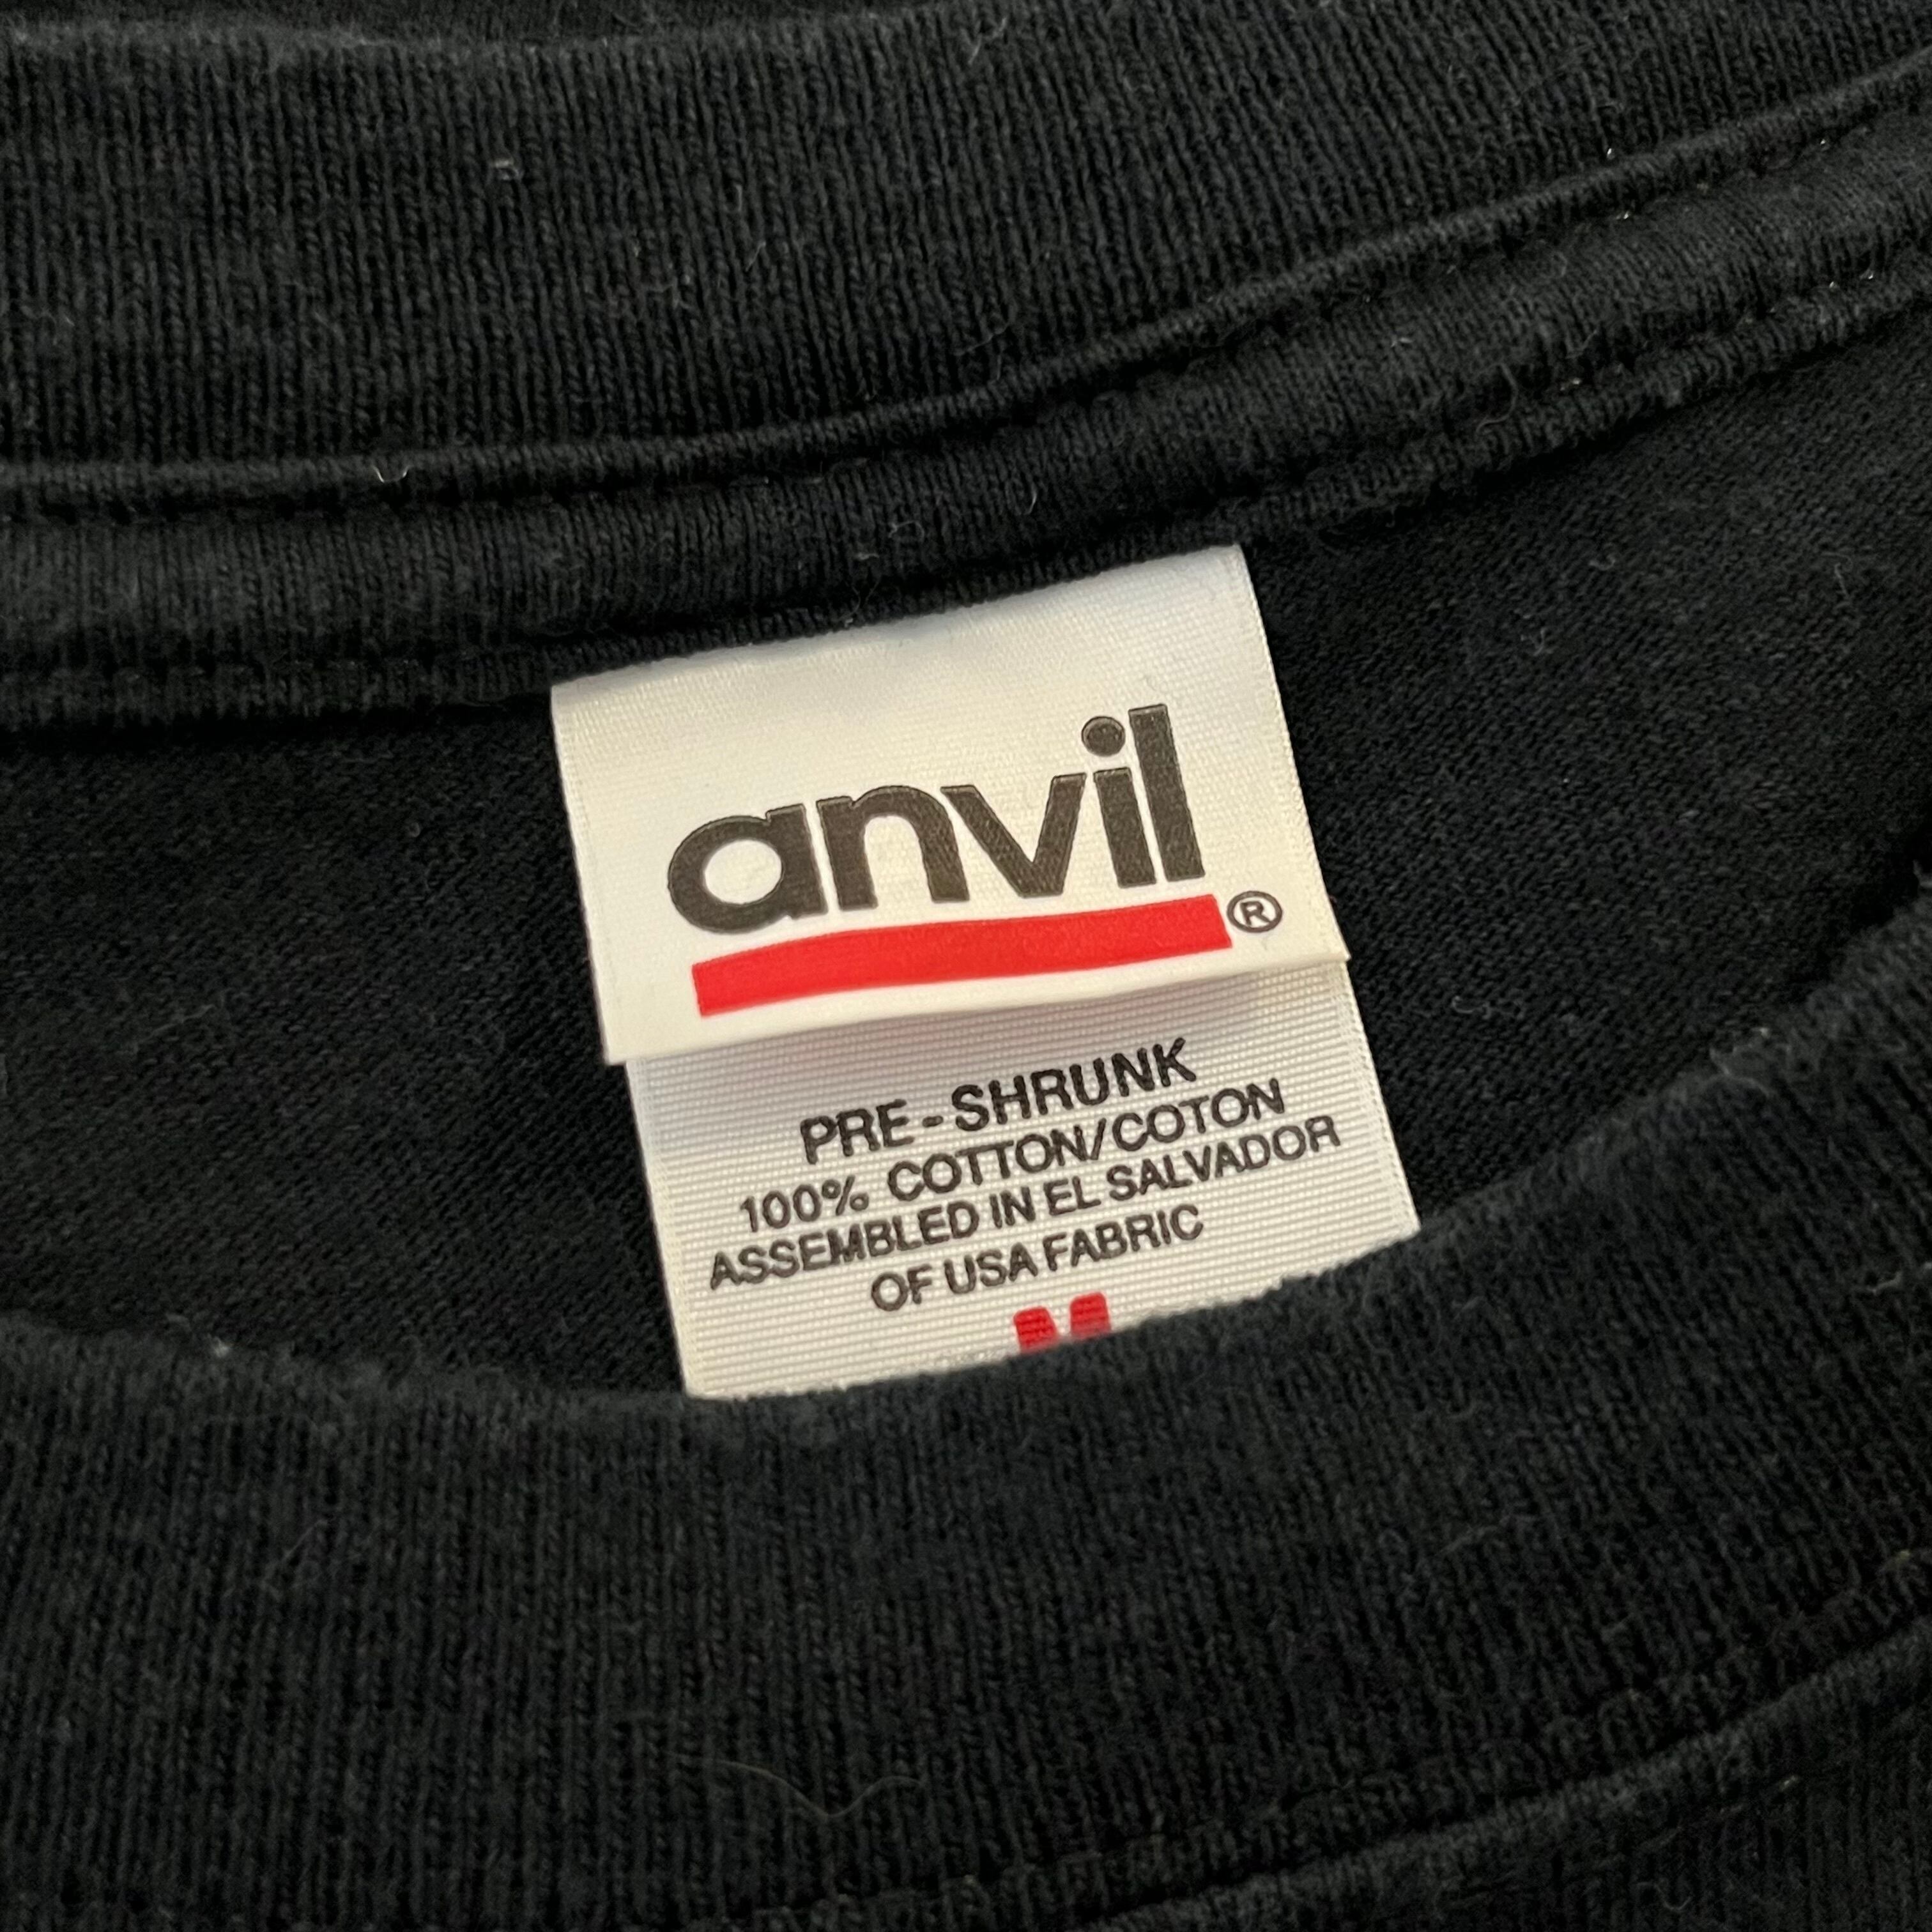 anvil®
PRE-SHRUNK
100% COTTON/COTON
ASSEMBLED IN EL SALVADOR
OF USA FABRIC
M